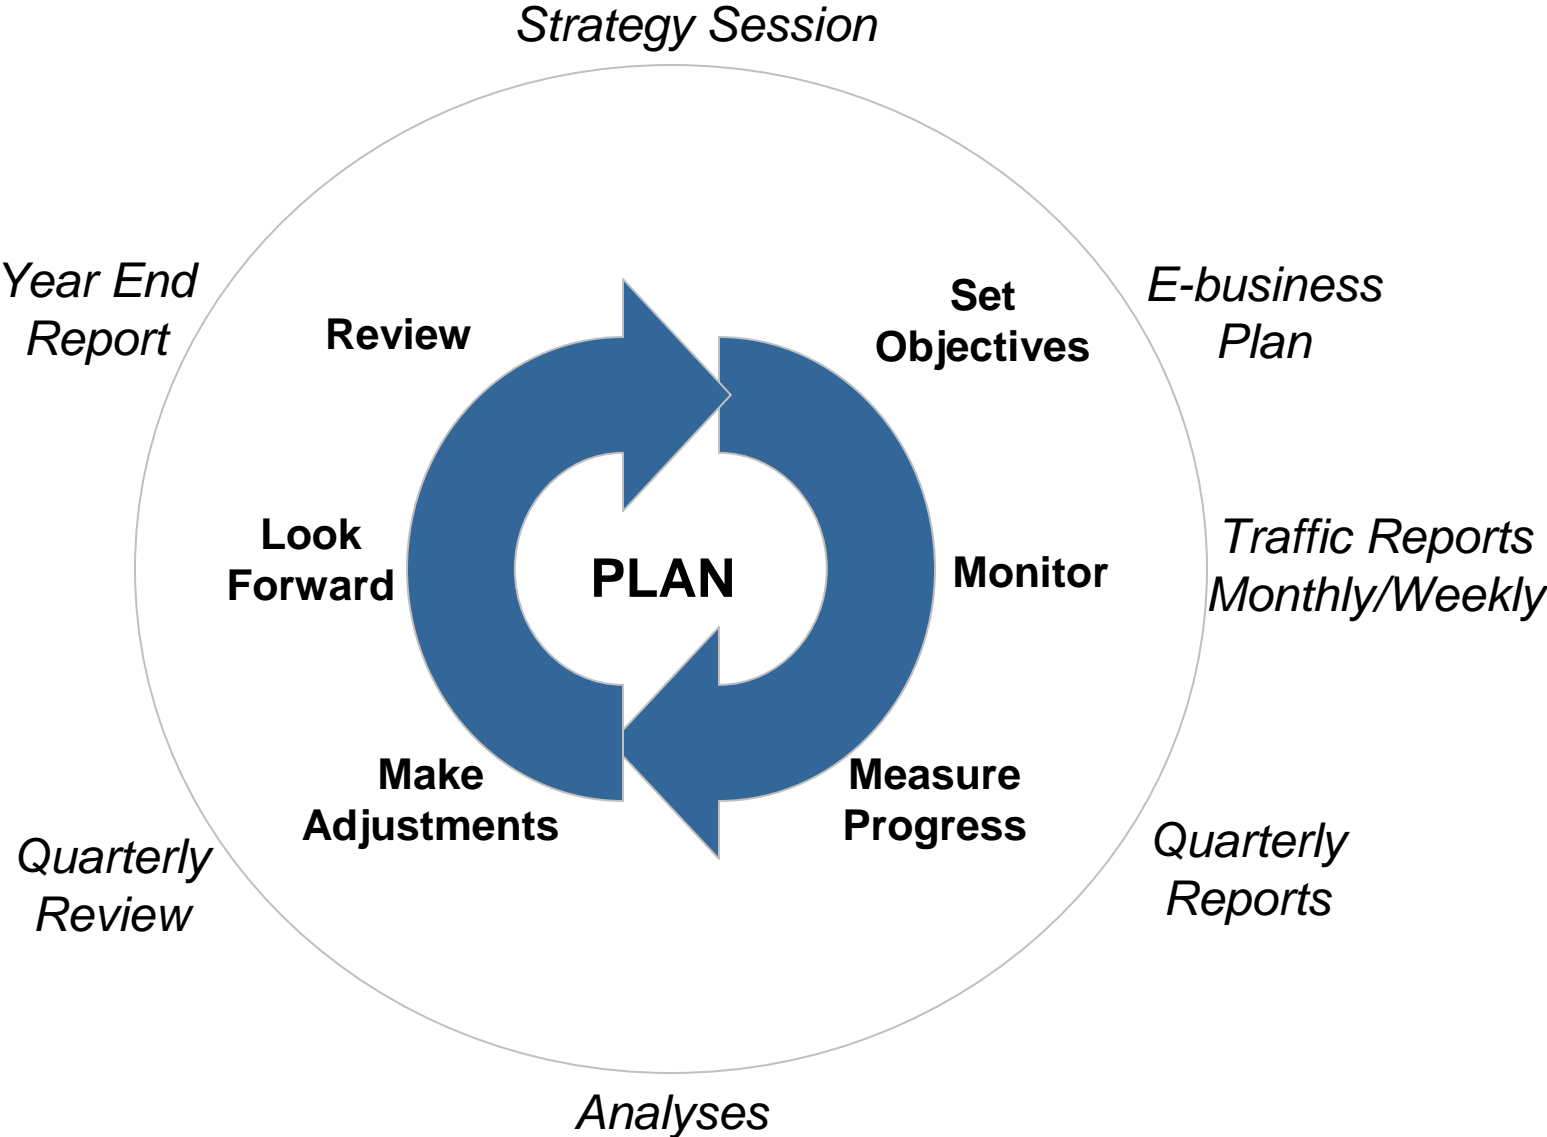 Strategy Session
Year End
Report
Review
Set
Objectives
E-business
Plan
Look
Forward
PLAN
Monitor
Traffic Reports
Monthly/Weekly
Make
Adjustments
Measure
Progress
Quarterly
Review
Quarterly
Reports
Analyses